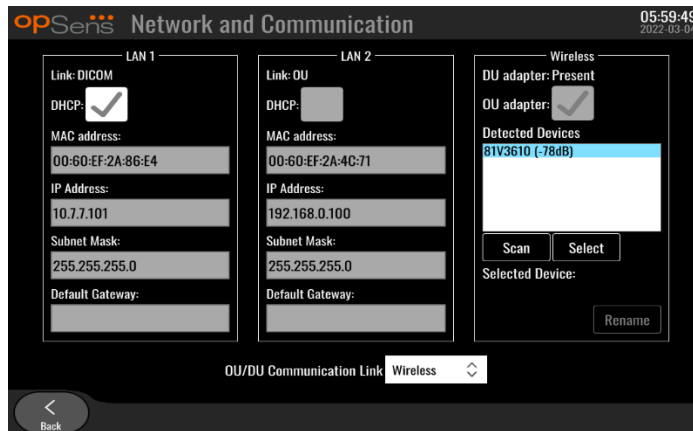 opSens Network and Communication
05:59:49
2022-03-04
LAN 1
Link: DICOM
DHCP:
MAC address:
00:60:EF:2A:86:E4
IP Address:
10.7.7.101
Subnet Mask:
255.255.255.0
Default Gateway:
LAN 2
Link: OU
DHCP:
MAC address:
00:60:EF:2A:4C:71
IP Address:
192.168.0.100
Subnet Mask:
255.255.255.0
Default Gateway:
Wireless
DU adapter: Present
OU adapter:
Detected Devices
81V3610 (-78dB)
Scan Select
Selected Device:
Rename
OU/DU Communication Link Wireless
Back